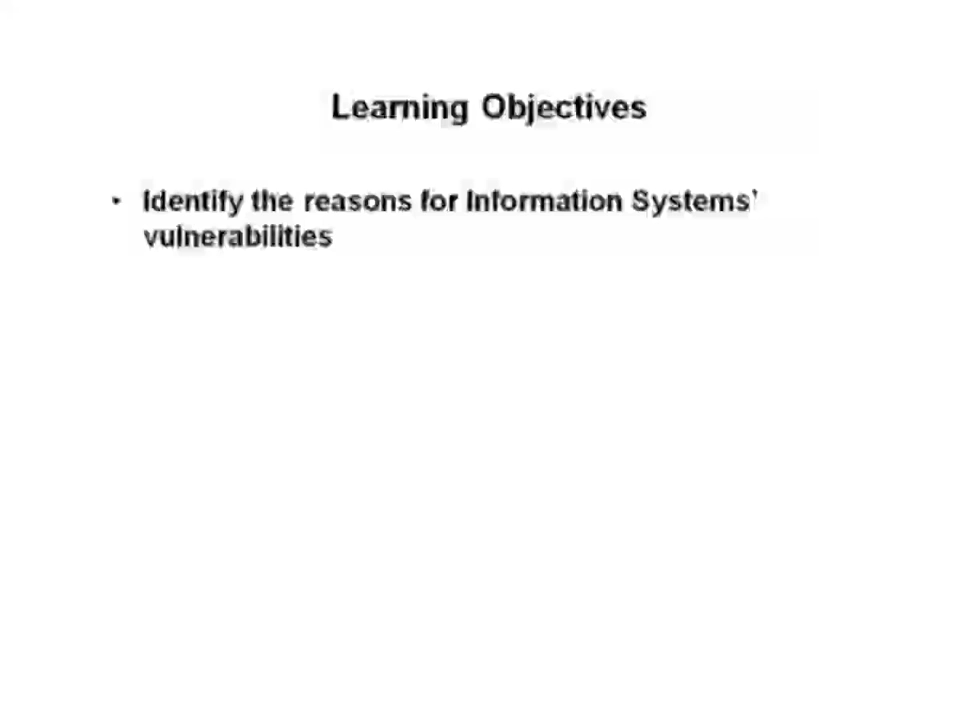 Learning Objectives
• Identify the reasons for Information Systems'
vulnerabilities